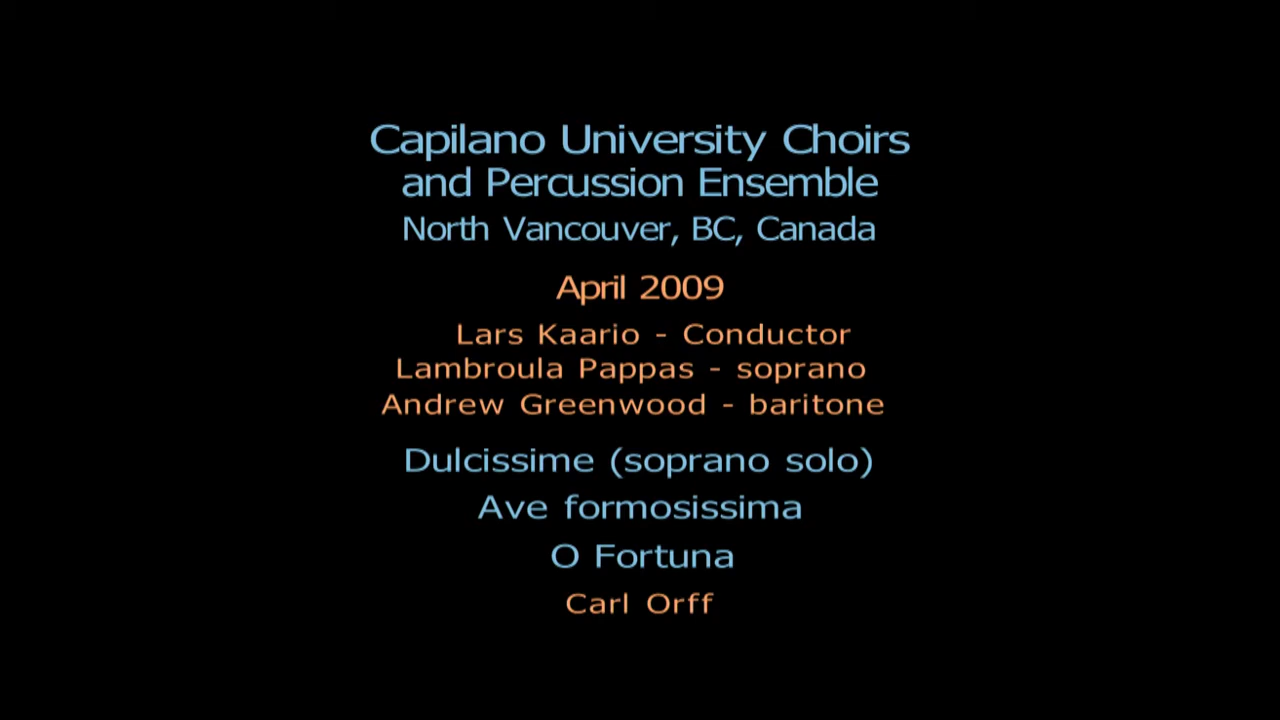 Capilano University Choirs
and Percussion Ensemble
North Vancouver, BC, Canada
April 2009
Lars Kaario - Conductor
Lambroula Pappas - soprano
Andrew Greenwood - baritone
Dulcissime (soprano solo)
Ave formosissima
O Fortuna
Carl Orff